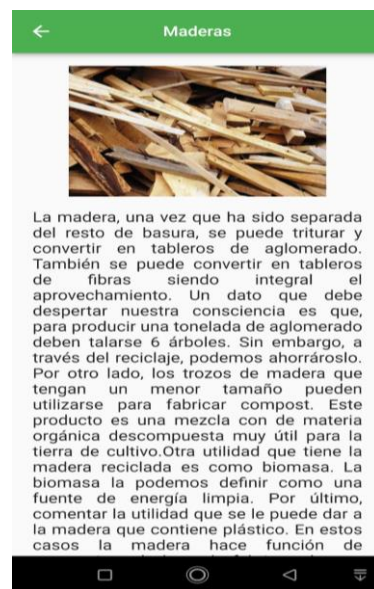 Maderas
La madera, una vez que ha sido separada
del resto de basura, se puede triturar y
convertir en tableros de aglomerado.
También se puede convertir en tableros
de fibras siendo integral el
aprovechamiento. Un dato que debe
despertar nuestra consciencia es que,
para producir una tonelada de aglomerado
deben talarse 6 árboles. Sin embargo, a
través del reciclaje, podemos ahorrároslo.
Por otro lado, los trozos de madera que
tengan un menor tamaño pueden
utilizarse para fabricar compost. Este
producto es una mezcla con de materia
orgánica descompuesta muy útil para la
tierra de cultivo.Otra utilidad que tiene la
madera reciclada es como biomasa. La
biomasa la podemos definir como una
fuente de energía limpia. Por último,
comentar la utilidad que se le puede dar a
la madera que contiene plástico. En estos
casos la madera hace función de